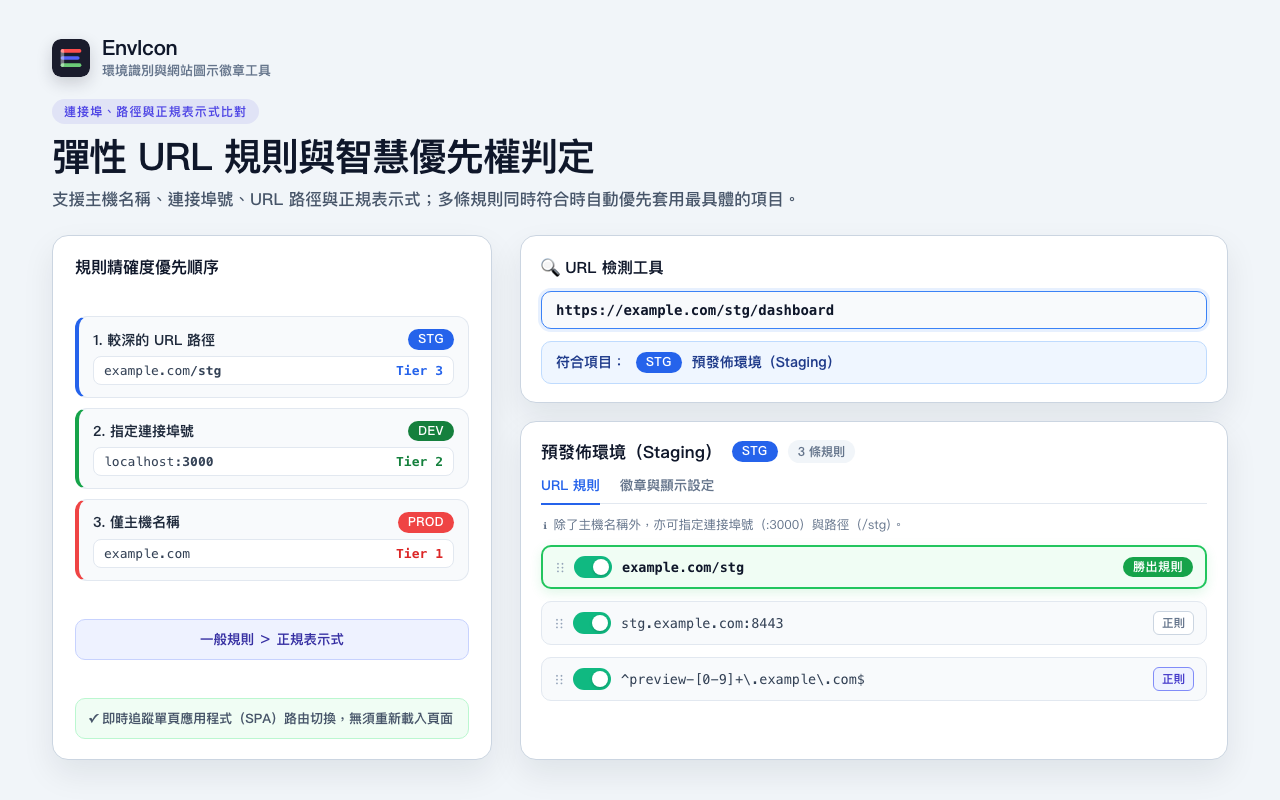 EnvIcon
環境識別與網站圖示徽章工具
連接埠、路徑與正規表示式比對
彈性 URL 規則與智慧優先權判定
支援主機名稱、連接埠號、URL 路徑與正規表示式；多條規則同時符合時自動優先套用最具體的項目。
規則精確度優先順序
1. 較深的 URL 路徑 STG
example.com/stg Tier 3
2. 指定連接埠號 DEV
localhost:3000 Tier 2
3. 僅主機名稱 PROD
example.com Tier 1
一般規則 > 正規表示式
✓ 即時追蹤單頁應用程式（SPA）路由切換，無須重新載入頁面
🔍 URL 檢測工具
https://example.com/stg/dashboard
符合項目： STG 預發佈環境（Staging）
預發佈環境（Staging） STG 3 條規則
URL 規則 徽章與顯示設定
ℹ 除了主機名稱外，亦可指定連接埠號（:3000）與路徑（/stg）。
example.com/stg 勝出規則
stg.example.com:8443 正則
^preview-[0-9]+\.example\.com$ 正則